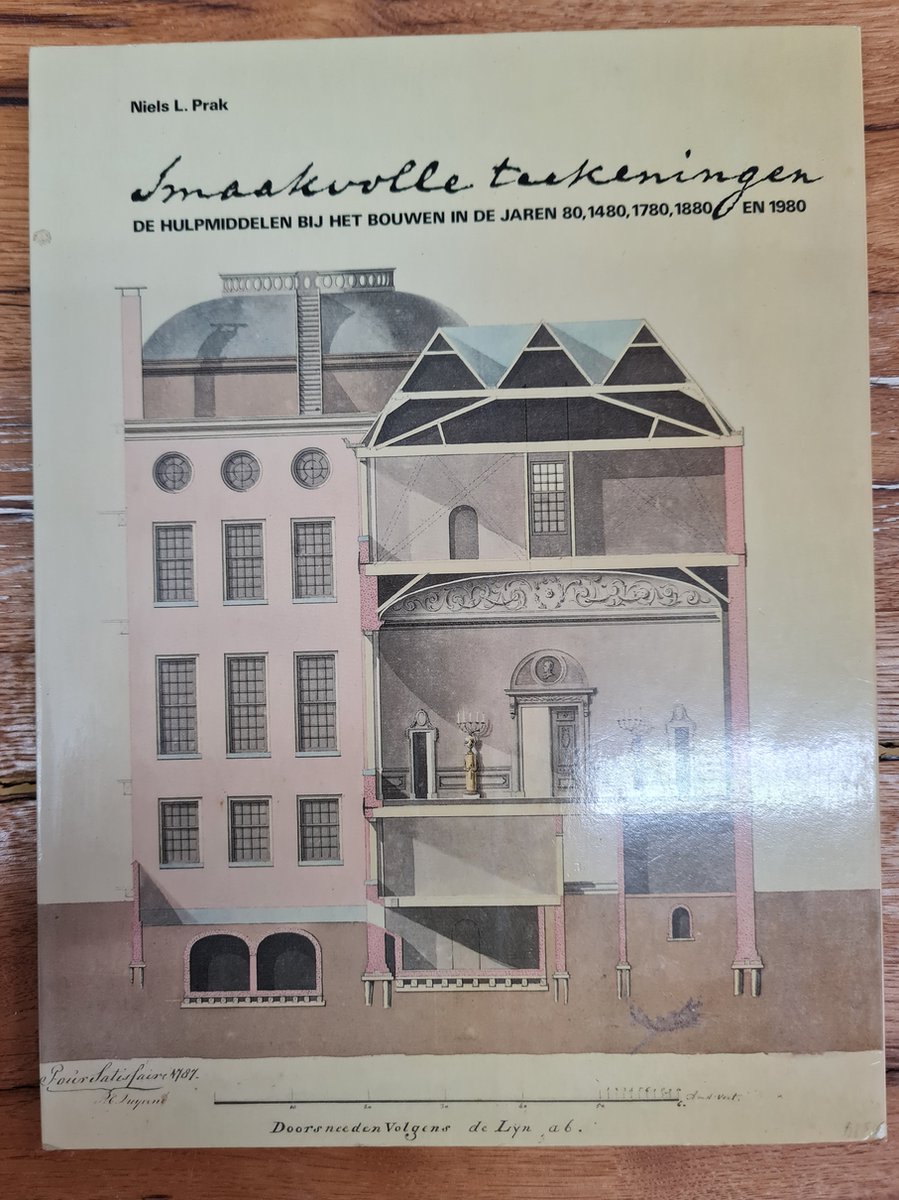 Niels L. Prak
Smaakvolle teekeningen
DE HULPMIDDELEN BIJ HET BOUWEN IN DE JAREN 80,1480,1780,1880 EN 1980
Pour Satisfaire 1787.
Doorsneeden Volgens de Lyn ab.